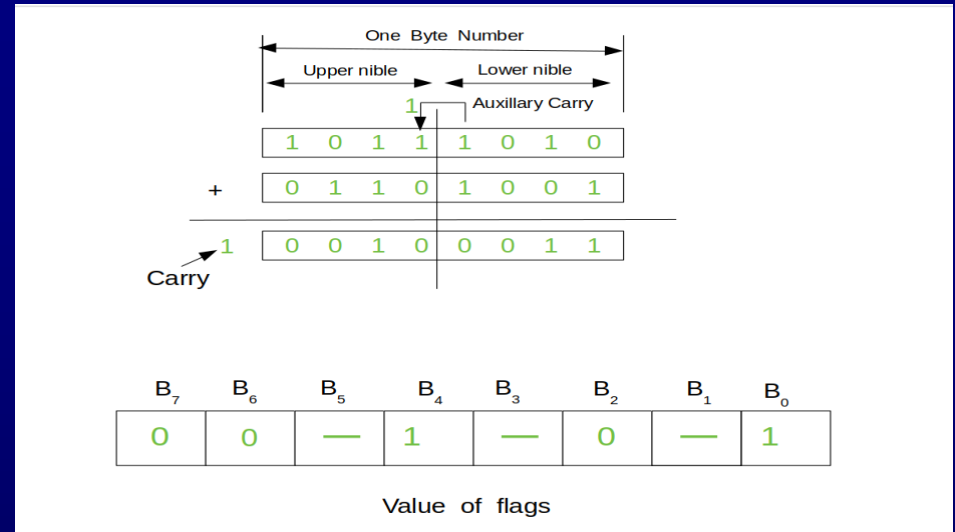 One Byte Number
Upper nible Lower nible
1 Auxillary Carry
1 0 1 1 1 0 1 0
+ 0 1 1 0 1 0 0 1
1 0 0 1 0 0 0 1 1
Carry
B7 B6 B5 B4 B3 B2 B1 B0
0 0 — 1 — 0 — 1
Value of flags